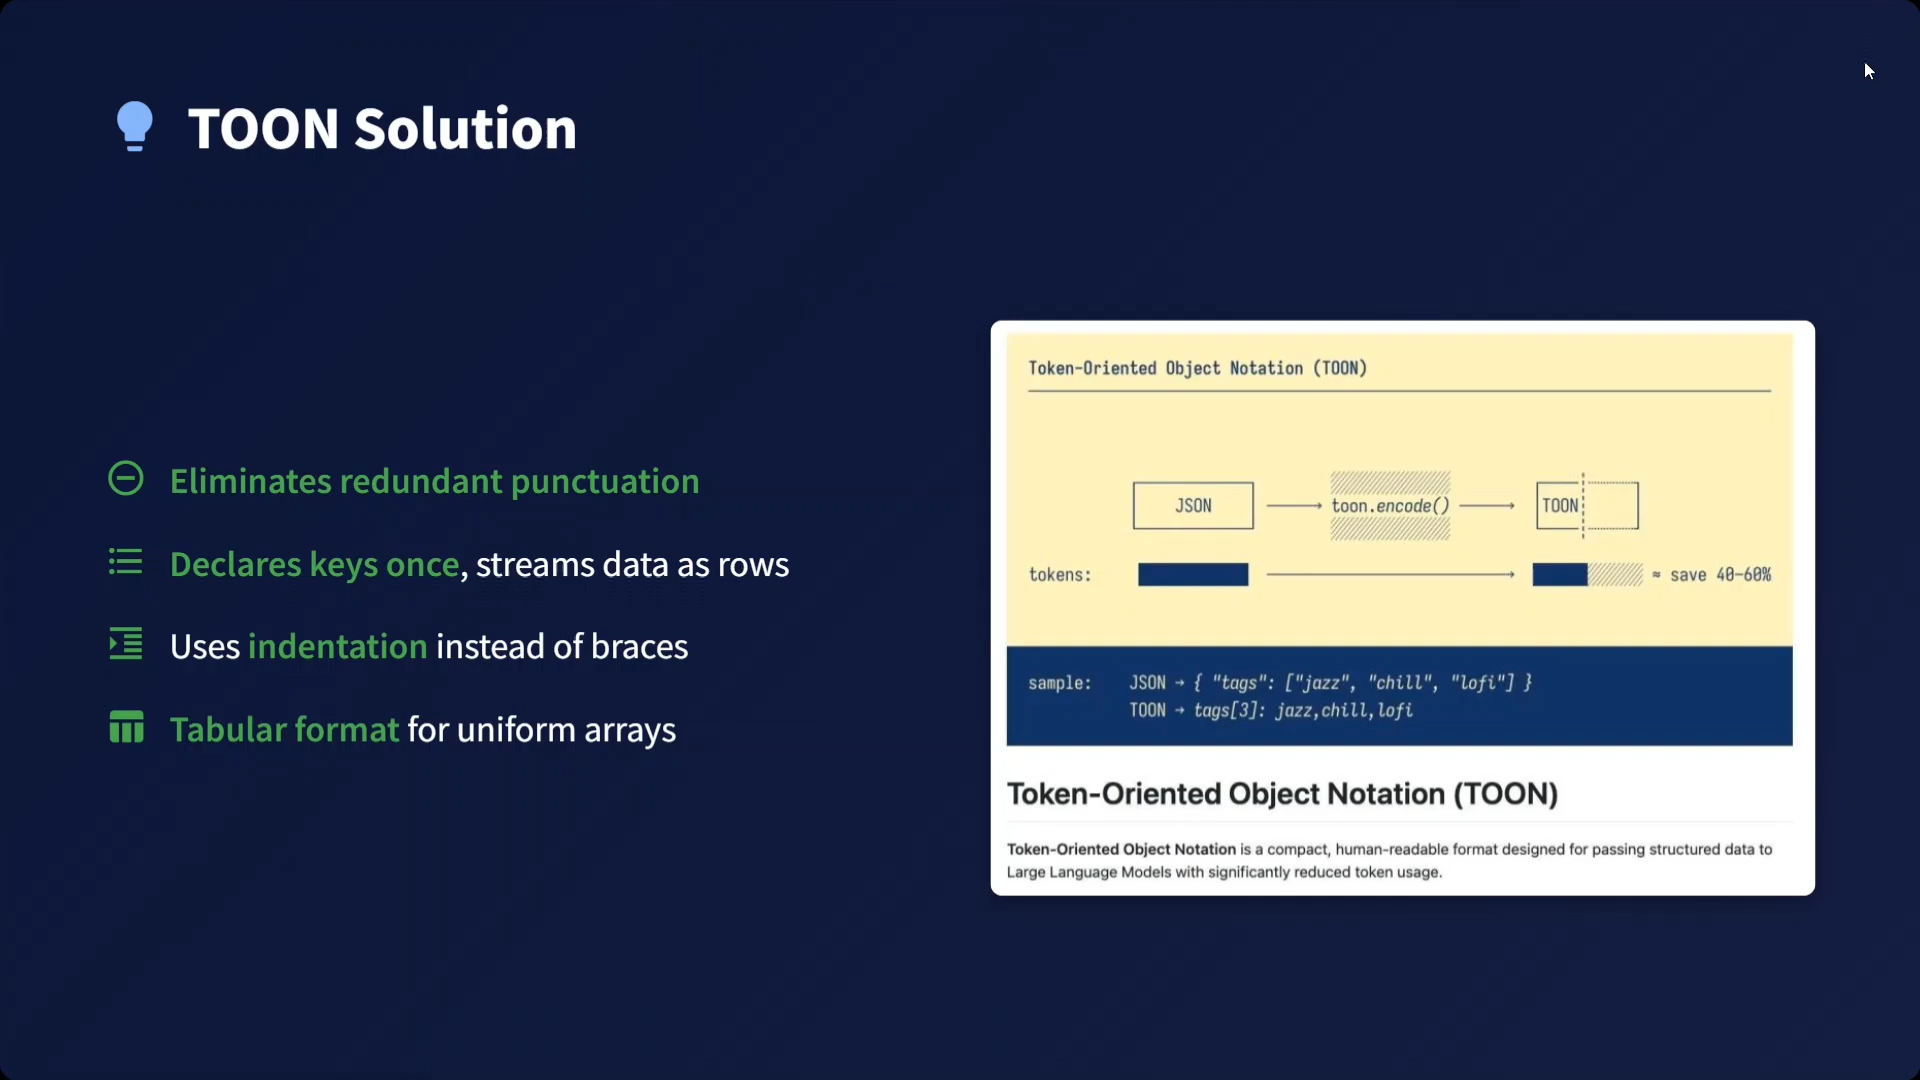 TOON Solution
Eliminates redundant punctuation
Declares keys once, streams data as rows
Uses indentation instead of braces
Tabular format for uniform arrays
Token-Oriented Object Notation (TOON)
JSON → toon.encode() → TOON
tokens: → ≈ save 40-60%
sample: JSON → { "tags": ["jazz", "chill", "lofi"] }
TOON → tags[3]: jazz,chill,lofi
Token-Oriented Object Notation (TOON)
Token-Oriented Object Notation is a compact, human-readable format designed for passing structured data to
Large Language Models with significantly reduced token usage.